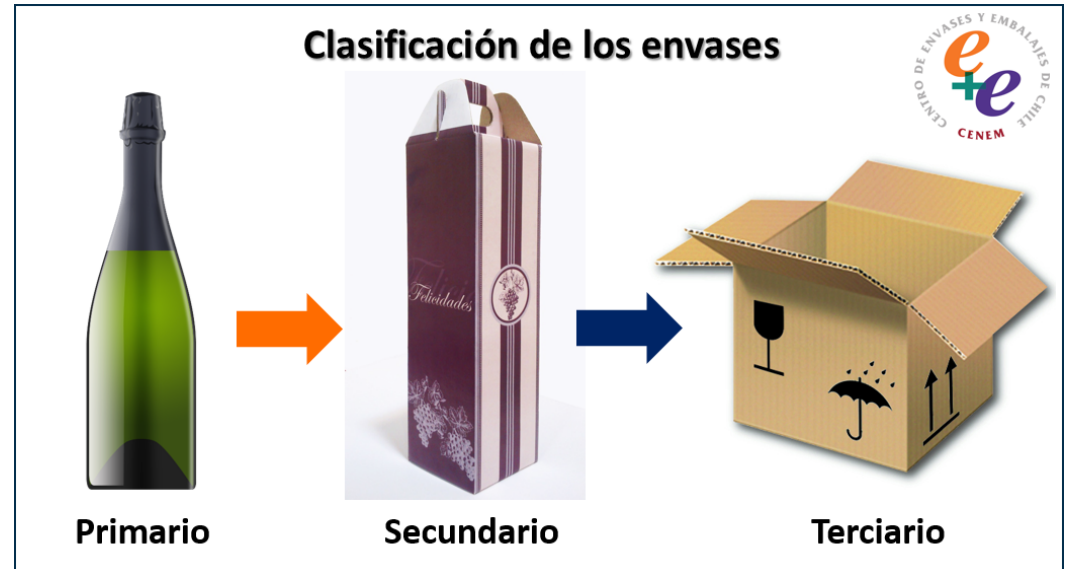 Clasificación de los envases
CENTRO DE ENVASES Y EMBALAJES DE CHILE
e+e
CENEM
Felicidades
Primario
Secundario
Terciario